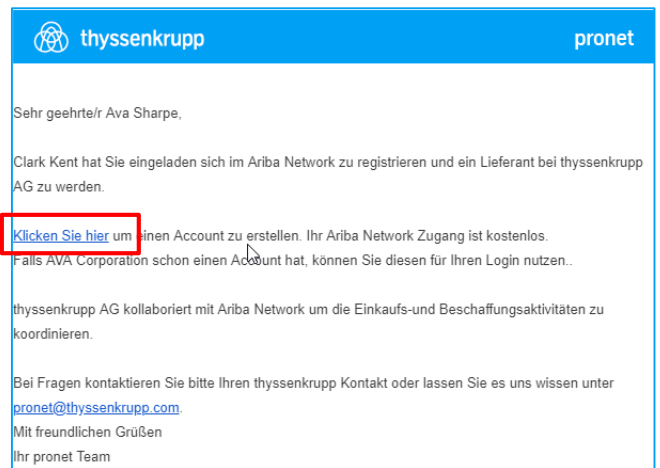 thyssenkrupp
pronet
Sehr geehrte/r Ava Sharpe,
Clark Kent hat Sie eingeladen sich im Ariba Network zu registrieren und ein Lieferant bei thyssenkrupp
AG zu werden.
Klicken Sie hier um einen Account zu erstellen. Ihr Ariba Network Zugang ist kostenlos.
Falls AVA Corporation schon einen Account hat, können Sie diesen für Ihren Login nutzen..
thyssenkrupp AG kollaboriert mit Ariba Network um die Einkaufs-und Beschaffungsaktivitäten zu
koordinieren.
Bei Fragen kontaktieren Sie bitte Ihren thyssenkrupp Kontakt oder lassen Sie es uns wissen unter
pronet@thyssenkrupp.com.
Mit freundlichen Grüßen
Ihr pronet Team